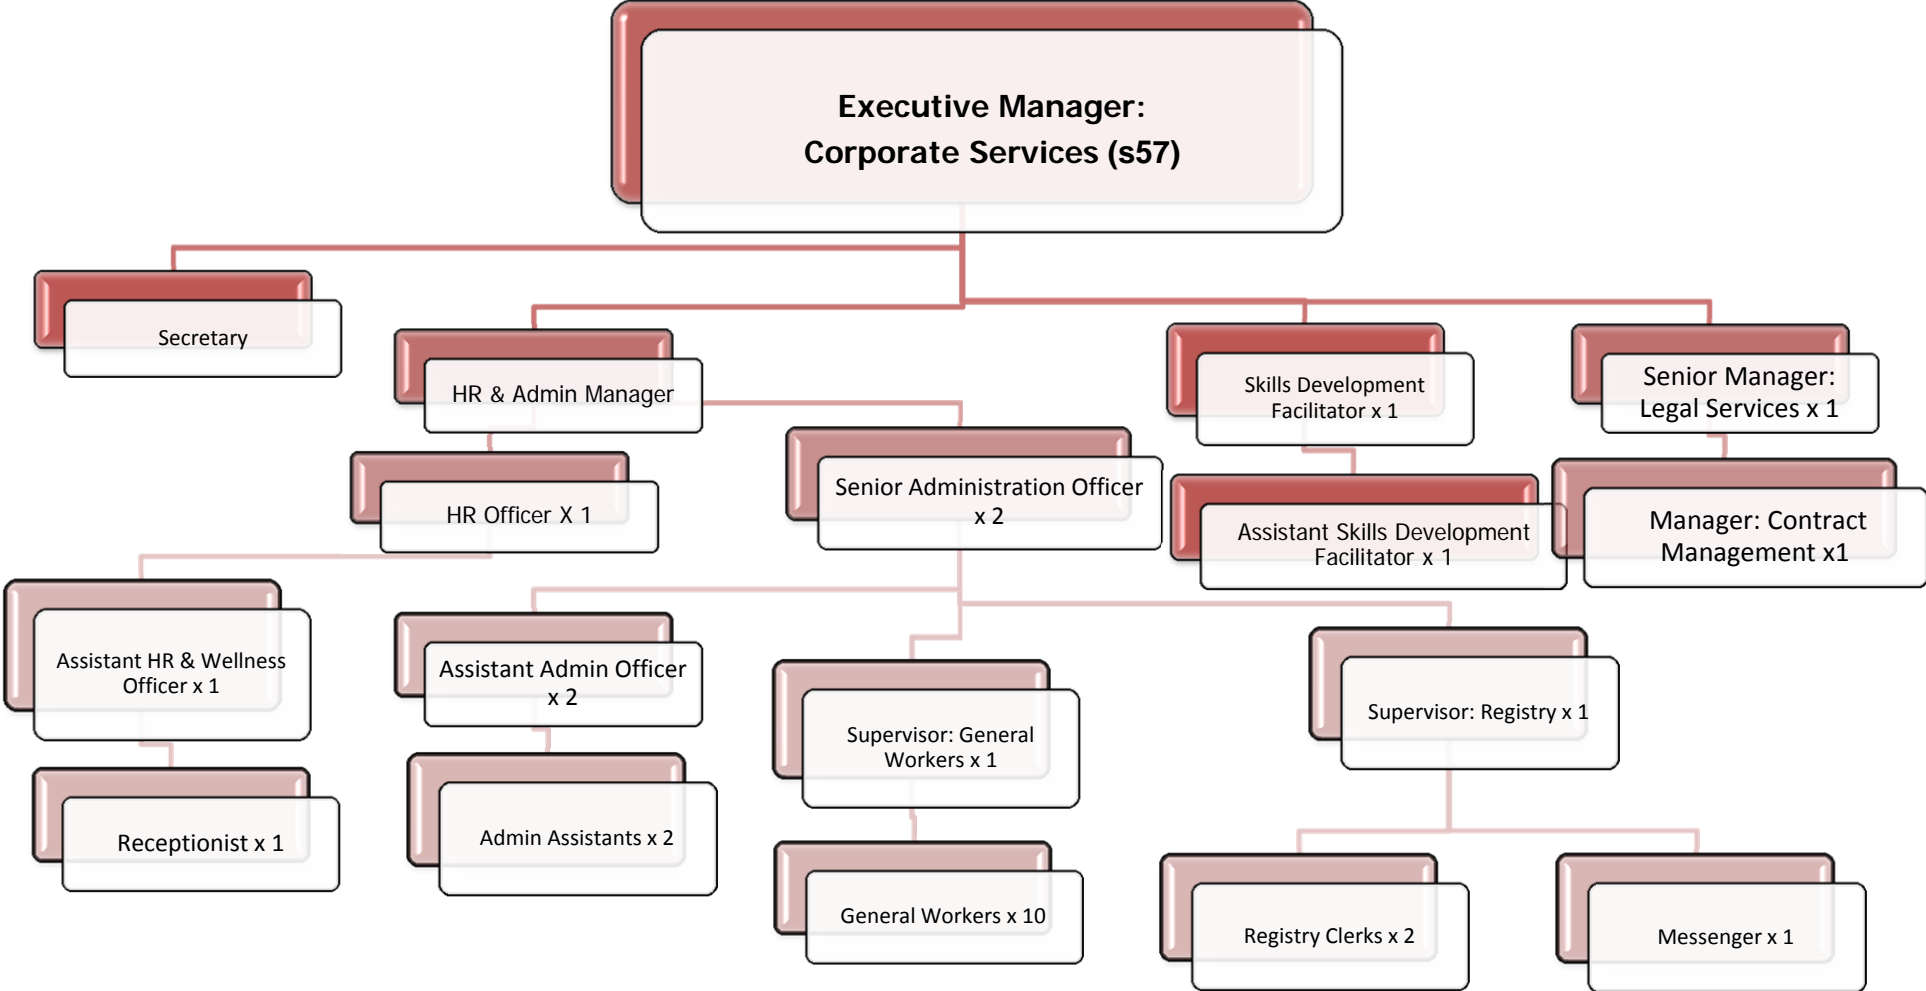 Executive Manager:
Corporate Services (s57)
Secretary
HR & Admin Manager
Skills Development
Facilitator x 1
Senior Manager:
Legal Services x 1
HR Officer X 1
Senior Administration Officer
x 2
Assistant Skills Development
Facilitator x 1
Manager: Contract
Management x1
Assistant HR & Wellness
Officer x 1
Assistant Admin Officer
x 2
Supervisor: General
Workers x 1
Supervisor: Registry x 1
Receptionist x 1
Admin Assistants x 2
General Workers x 10
Registry Clerks x 2
Messenger x 1